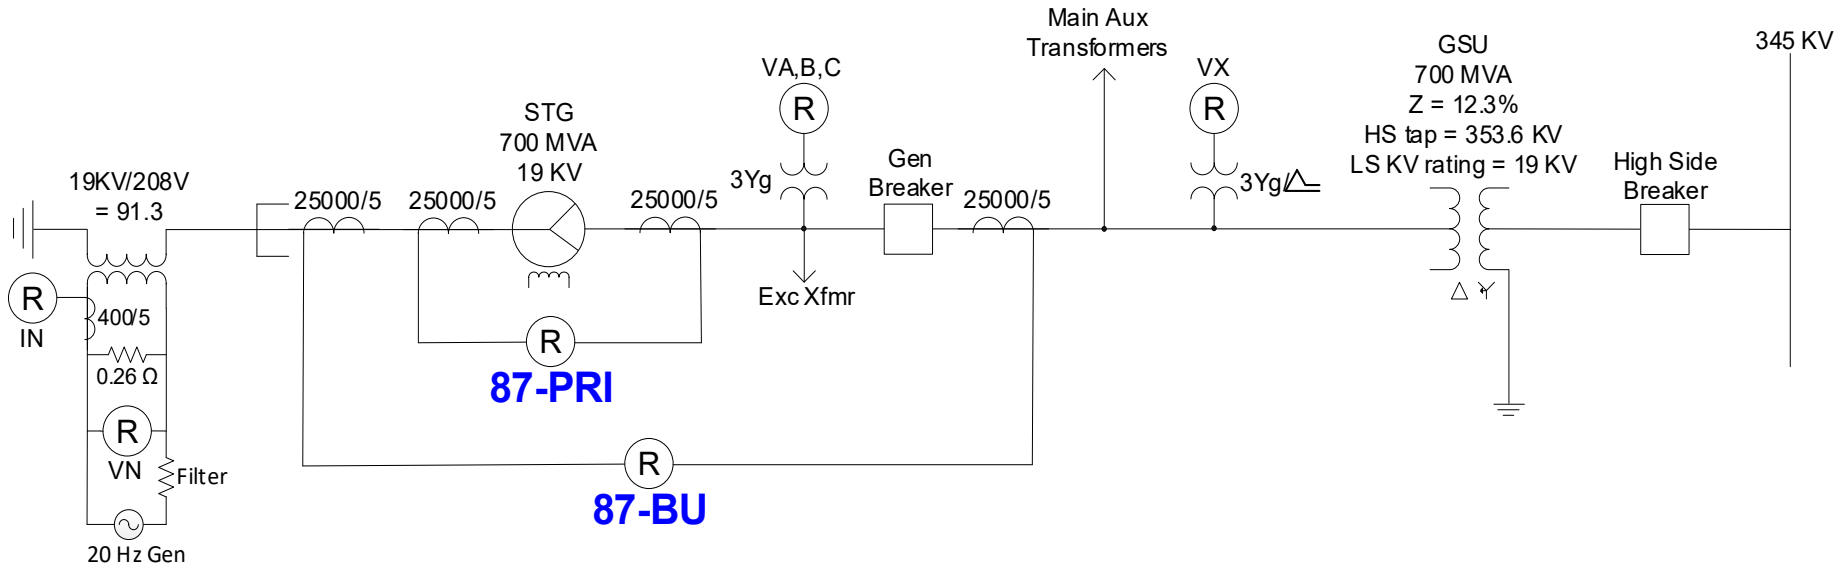 Main Aux
Transformers
345 KV
GSU
700 MVA
Z = 12.3%
HS tap = 353.6 KV
LS KV rating = 19 KV
VA,B,C
R
VX
R
STG
700 MVA
19 KV
Gen
Breaker
High Side
Breaker
19KV/208V
= 91.3
3Yg
3Yg/
25000/5
25000/5
25000/5
25000/5
Exc Xfmr
R
IN
400/5
0.26 Ω
R
87-PRI
R
VN
Filter
R
87-BU
20 Hz Gen